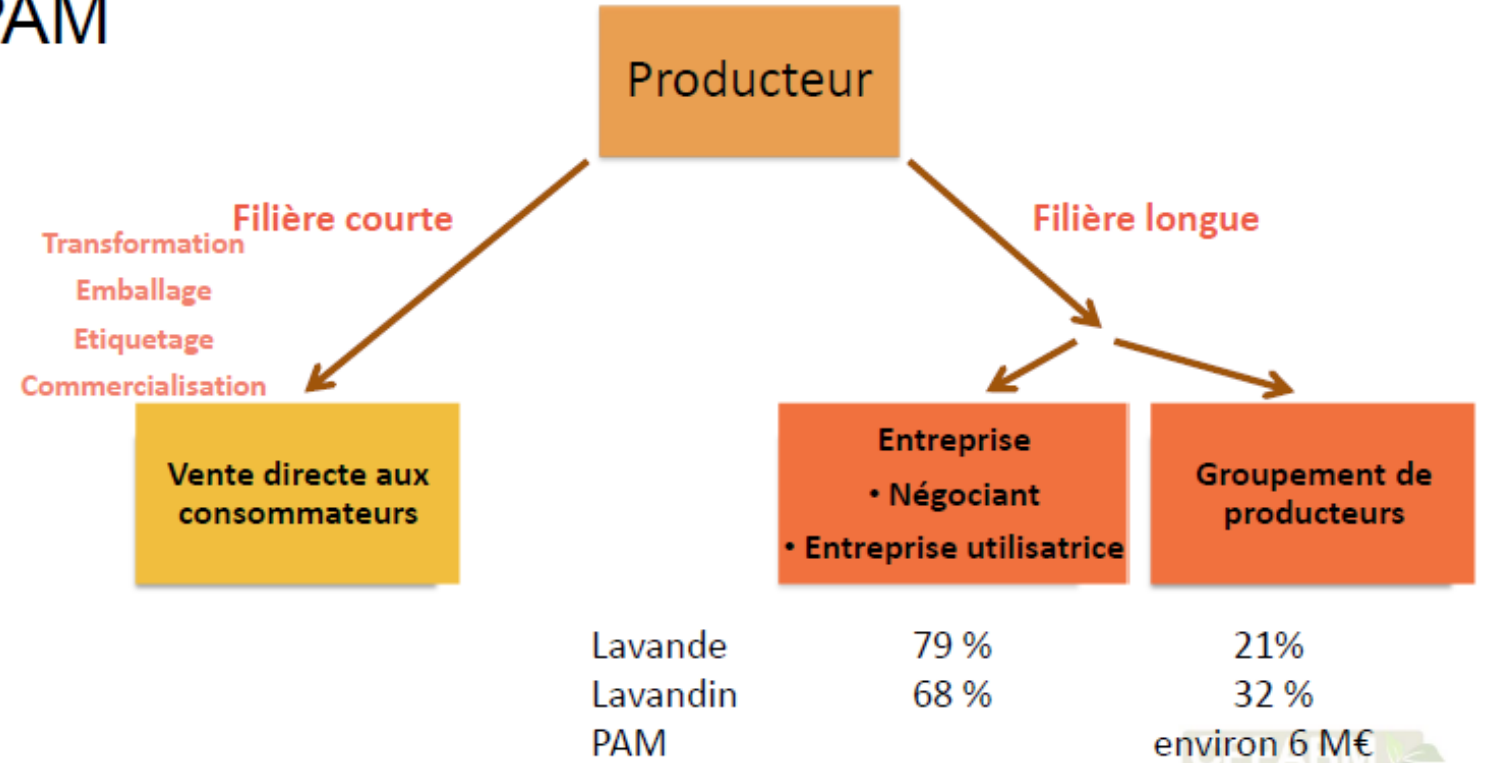 PAM
Producteur
Filière courte
Filière longue
Transformation
Emballage
Etiquetage
Commercialisation
Vente directe aux
consommateurs
Entreprise
• Négociant
• Entreprise utilisatrice
Groupement de
producteurs
Lavande 79 % 21%
Lavandin 68 % 32 %
PAM environ 6 M€